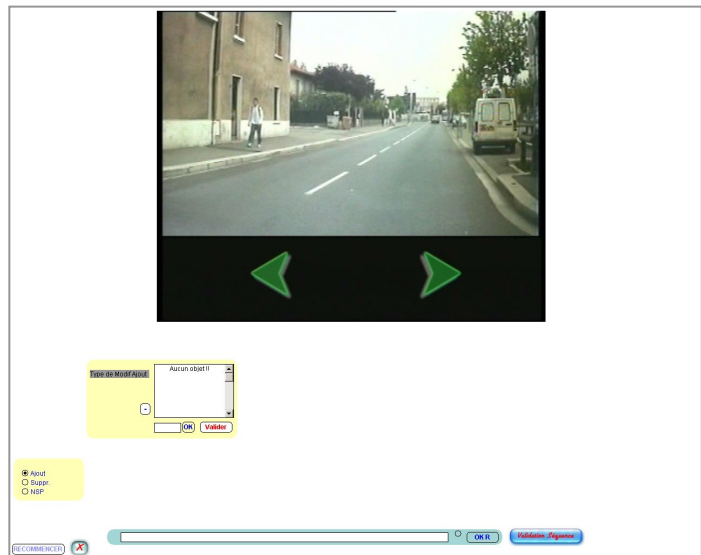 Type de Modif Ajout.
Aucun objet !!
-
OK
Valider
Ajout
Suppr.
NSP
RECOMMENCER
X
OK R
Validation Séquence